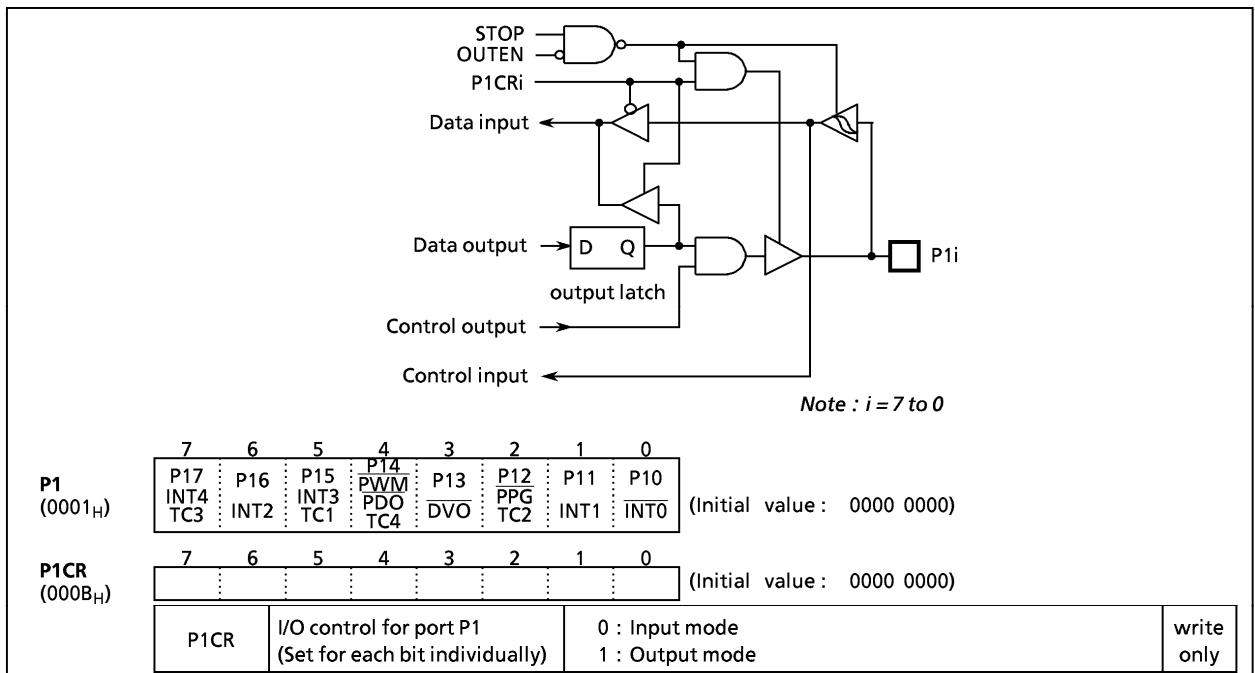 STOP
OUTEN
P1CRi
Data input
Data output
D Q
P1i
output latch
Control output
Control input
Note : i = 7 to 0
7 6 5 4 3 2 1 0
P1
(0001H)
P17 INT4 TC3
P16 INT2
P15 INT3 TC1
P14 PWM PDO TC4
P13 DVO
P12 PPG TC2
P11 INT1
P10 INT0
(Initial value : 0000 0000)
7 6 5 4 3 2 1 0
P1CR
(000BH)
(Initial value : 0000 0000)
P1CR
I/O control for port P1
(Set for each bit individually)
0 : Input mode
1 : Output mode
write
only